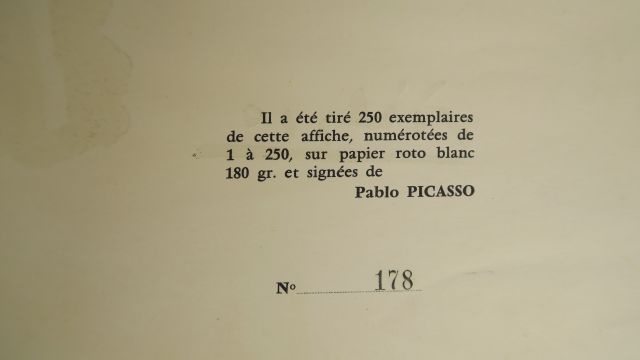 Il a été tiré 250 exemplaires
de cette affiche, numérotées de
1 à 250, sur papier roto blanc
180 gr. et signées de
Pablo PICASSO
Nº 178